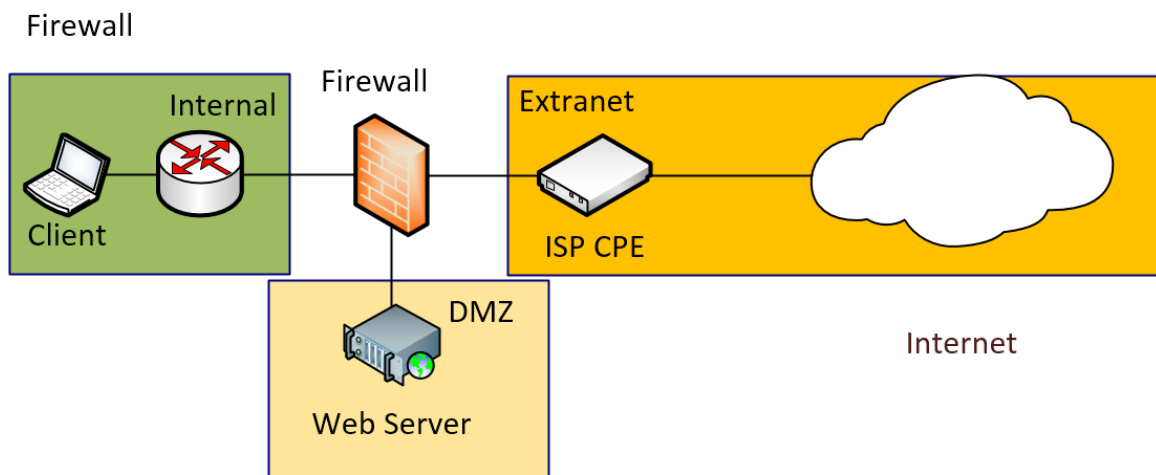 Firewall
Internal
Firewall
Extranet
Client
ISP CPE
DMZ
Web Server
Internet